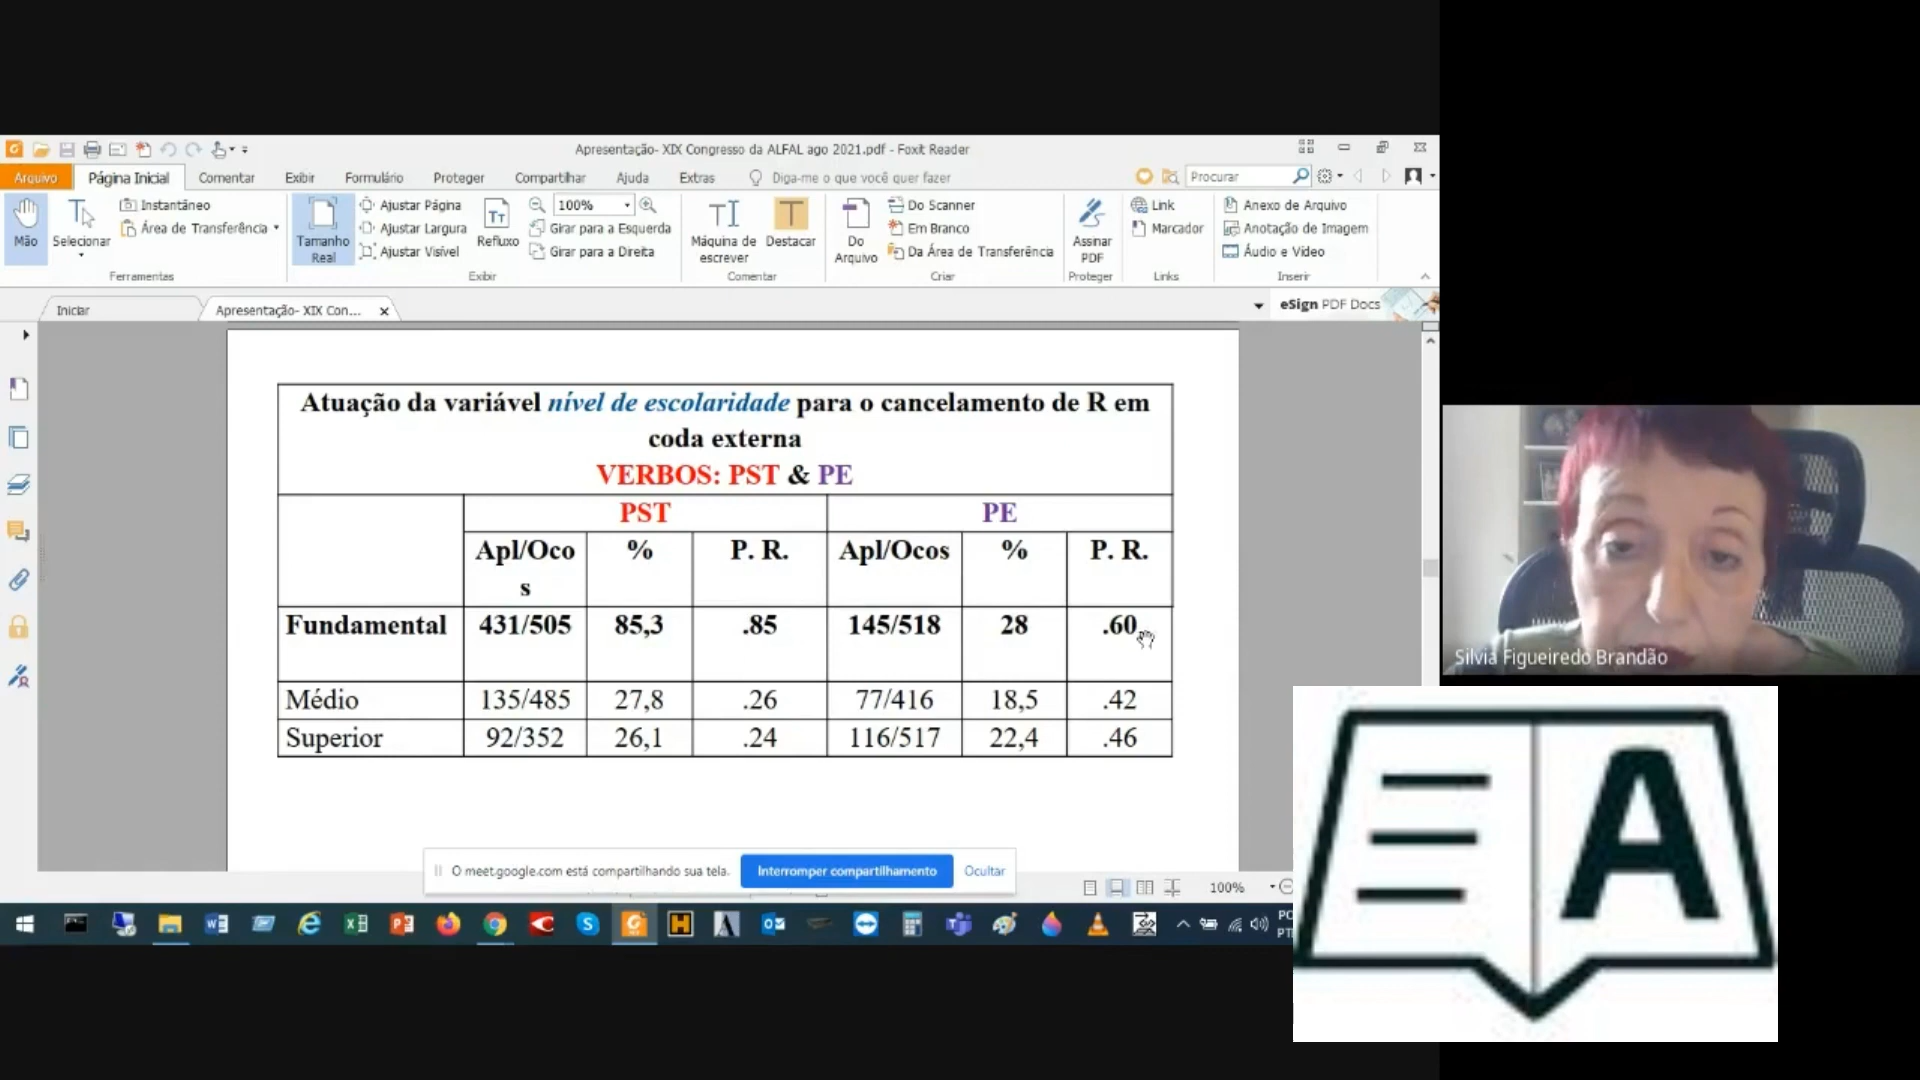 Apresentação- XIX Congresso da ALFAL ago 2021.pdf - Foxit Reader
Arquivo Página Inicial Comentar Exibir Formulário Proteger Compartilhar Ajuda Extras Diga-me o que você quer fazer Procurar
Mão
Selecionar
Instantâneo
Área de Transferência
Ferramentas
Tamanho Real
Ajustar Página
Ajustar Largura
Ajustar Visível
Refluxo
100%
Girar para a Esquerda
Girar para a Direita
Exibir
Máquina de escrever
Destacar
Comentar
Do Arquivo
Do Scanner
Em Branco
Da Área de Transferência
Criar
Assinar PDF
Proteger
Link
Marcador
Links
Anexo de Arquivo
Anotação de Imagem
Áudio e Vídeo
Inserir
Iniciar Apresentação- XIX Con... eSign PDF Docs
Atuação da variável nível de escolaridade para o cancelamento de R em
coda externa
VERBOS: PST & PE
PST PE
Apl/Ocos % P. R. Apl/Ocos % P. R.
Fundamental 431/505 85,3 .85 145/518 28 .60
Médio 135/485 27,8 .26 77/416 18,5 .42
Superior 92/352 26,1 .24 116/517 22,4 .46
O meet.google.com está compartilhando sua tela. Interromper compartilhamento Ocultar
100%
Silvia Figueiredo Brandão
A